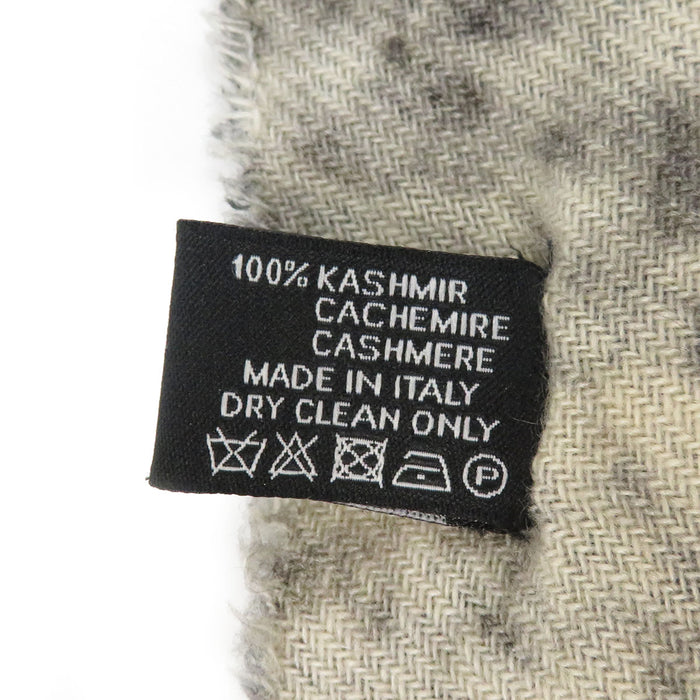 100% KASHMIR
CACHEMIRE
CASHMERE
MADE IN ITALY
DRY CLEAN ONLY
P